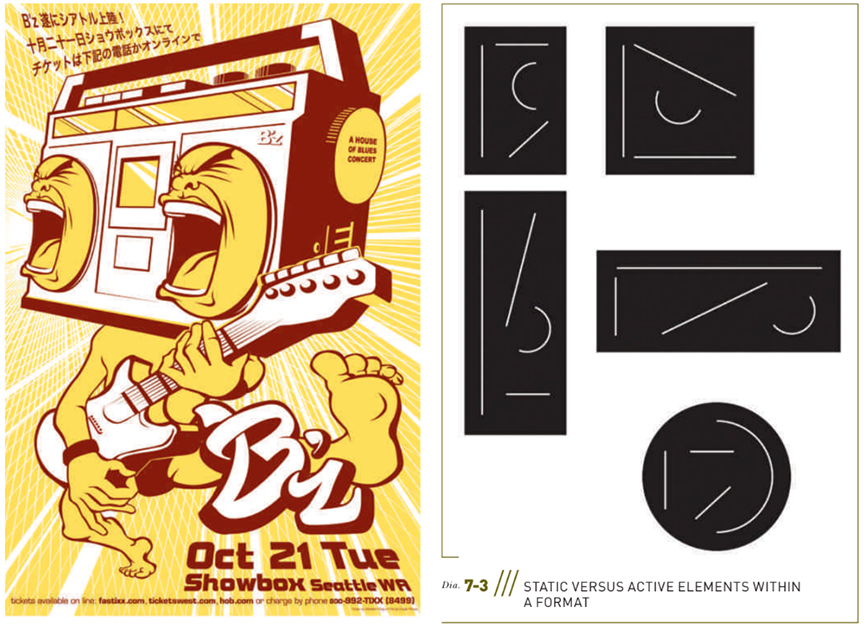 B'z 遂にシアトル上陸！
十月二十一日ショウボックスにて
チケットは下記の電話かオンラインで
B'z
A HOUSE
OF BLUES
CONCERT
B'z
Oct 21 Tue
Showbox Seattle WA
tickets available on line: fastixx.com, ticketswest.com, hob.com or charge by phone 800-992-TIXX (8499)
Dia. 7-3 /// STATIC VERSUS ACTIVE ELEMENTS WITHIN
A FORMAT